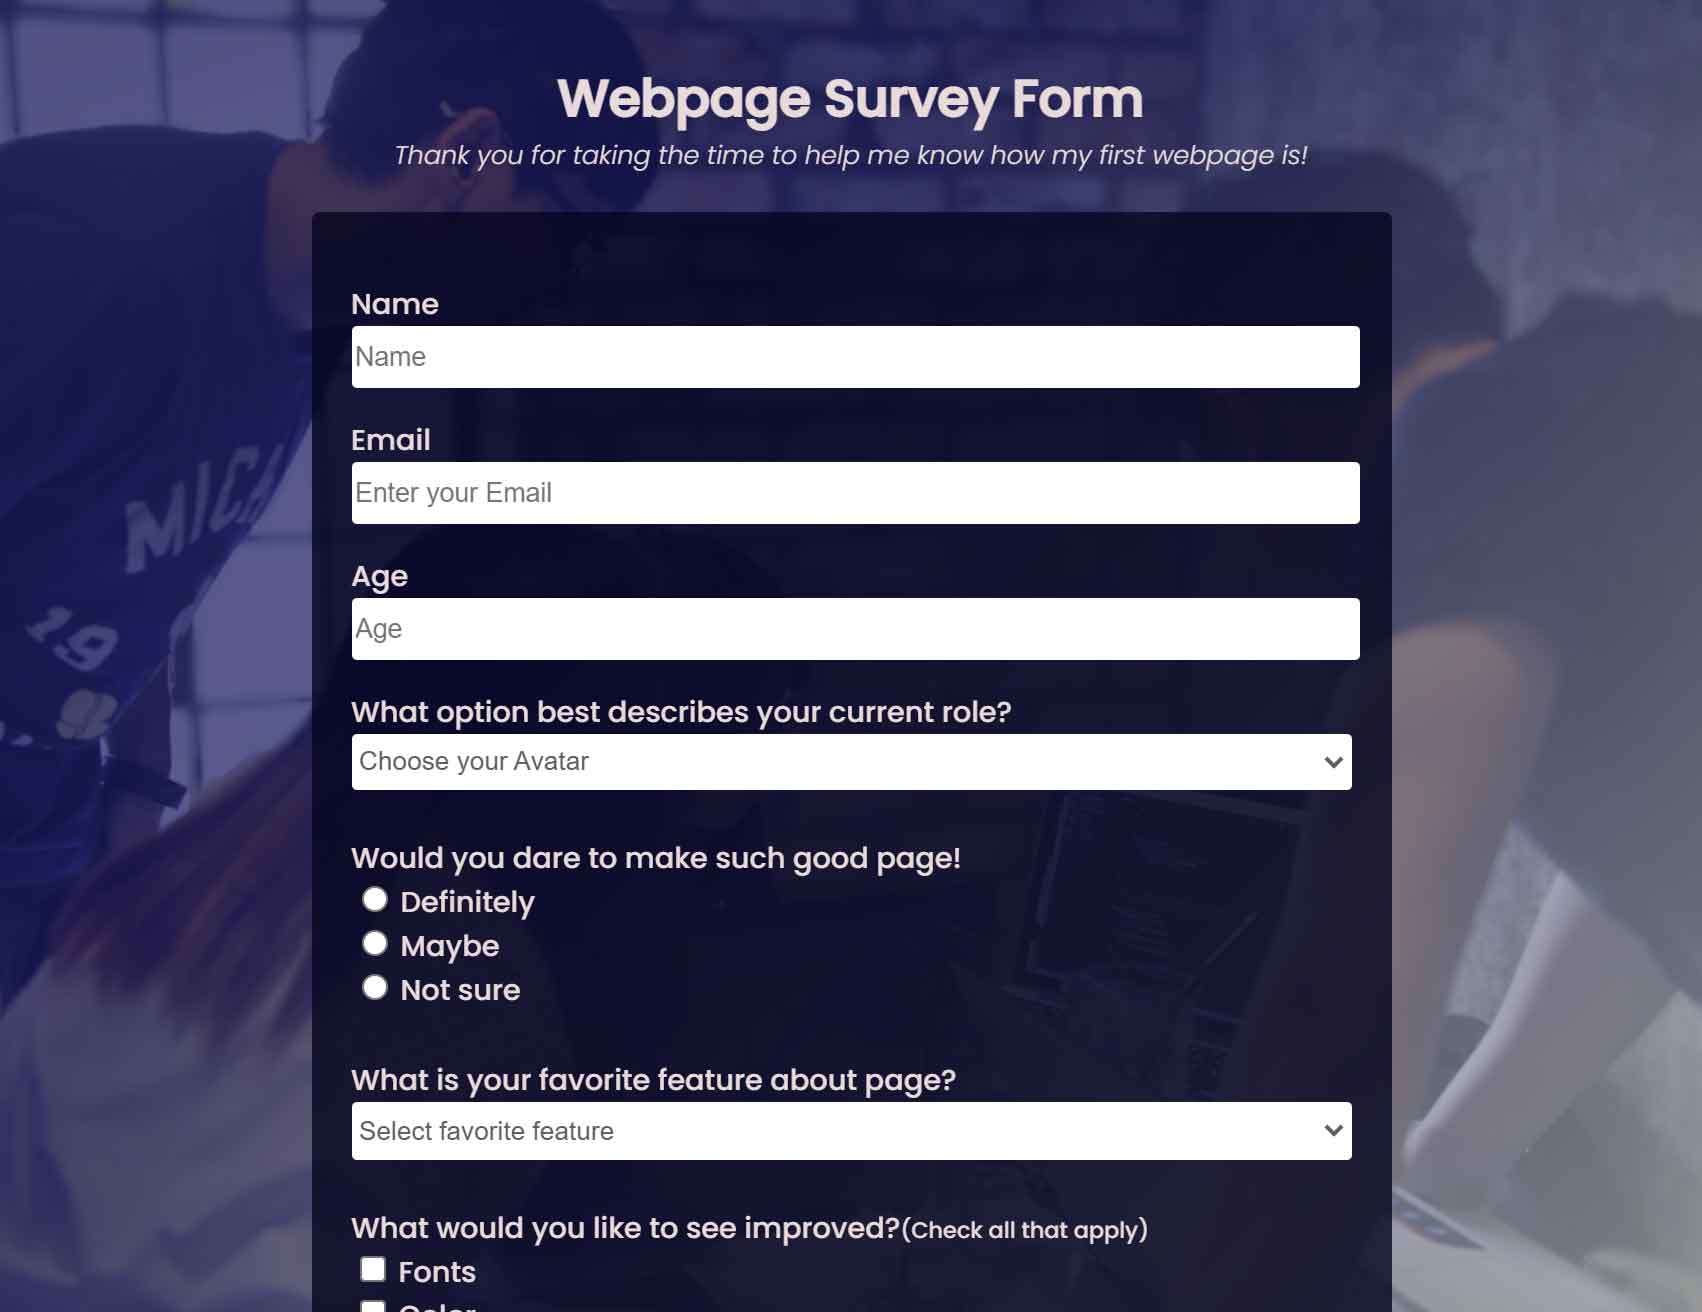 Webpage Survey Form
Thank you for taking the time to help me know how my first webpage is!
Name
Name
Email
Enter your Email
Age
Age
What option best describes your current role?
Choose your Avatar
Would you dare to make such good page!
Definitely
Maybe
Not sure
What is your favorite feature about page?
Select favorite feature
What would you like to see improved?(Check all that apply)
Fonts
Color
19